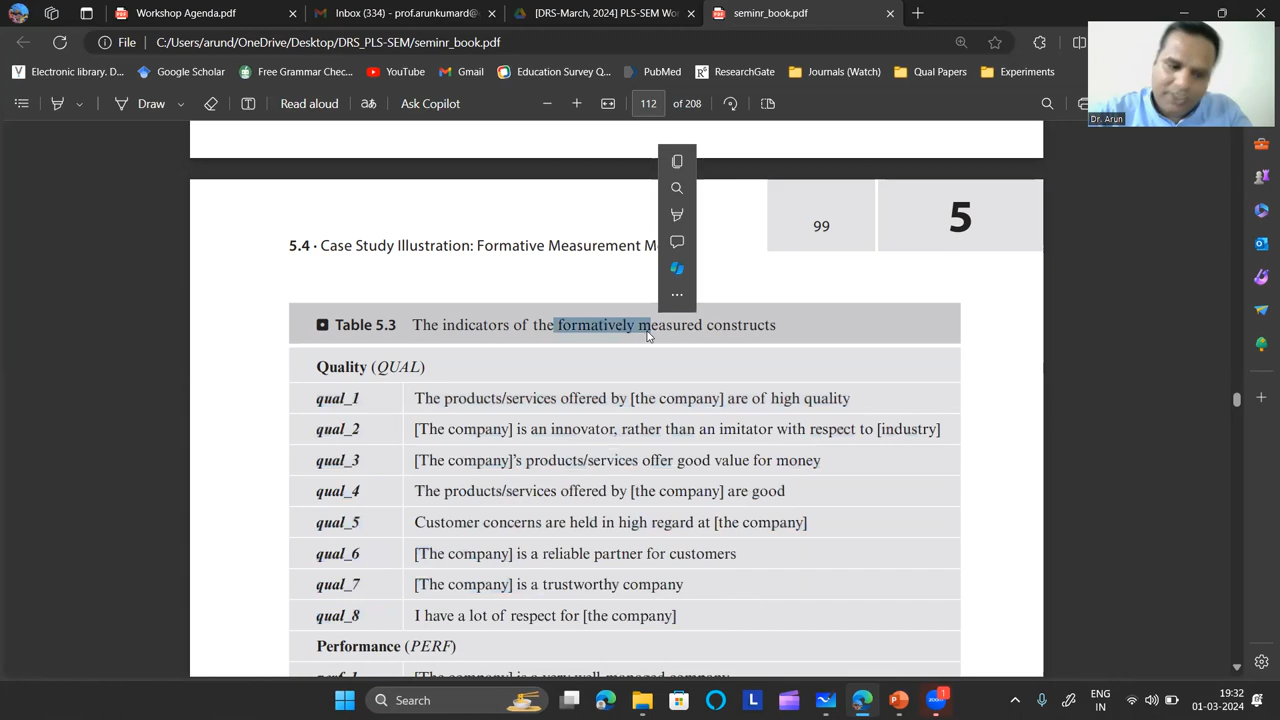 Workshop Agenda.pdf
Inbox (334) - prof.arunkumard@
[DRS-March, 2024] PLS-SEM Wo
seminr_book.pdf
File
C:/Users/arund/OneDrive/Desktop/DRS_PLS-SEM/seminr_book.pdf
Electronic library. D...
Google Scholar
Free Grammar Chec...
YouTube
Gmail
Education Survey Q...
PubMed
ResearchGate
Journals (Watch)
Qual Papers
Experiments
Draw
Read aloud
Ask Copilot
112
of 208
Dr. Arun
5.4 · Case Study Illustration: Formative Measurement M
99
5
Table 5.3 The indicators of the formatively measured constructs
Quality (QUAL)
qual_1 The products/services offered by [the company] are of high quality
qual_2 [The company] is an innovator, rather than an imitator with respect to [industry]
qual_3 [The company]'s products/services offer good value for money
qual_4 The products/services offered by [the company] are good
qual_5 Customer concerns are held in high regard at [the company]
qual_6 [The company] is a reliable partner for customers
qual_7 [The company] is a trustworthy company
qual_8 I have a lot of respect for [the company]
Performance (PERF)
perf_1 [The company] is a very well-managed company
Search
ENG
IN
19:32
01-03-2024